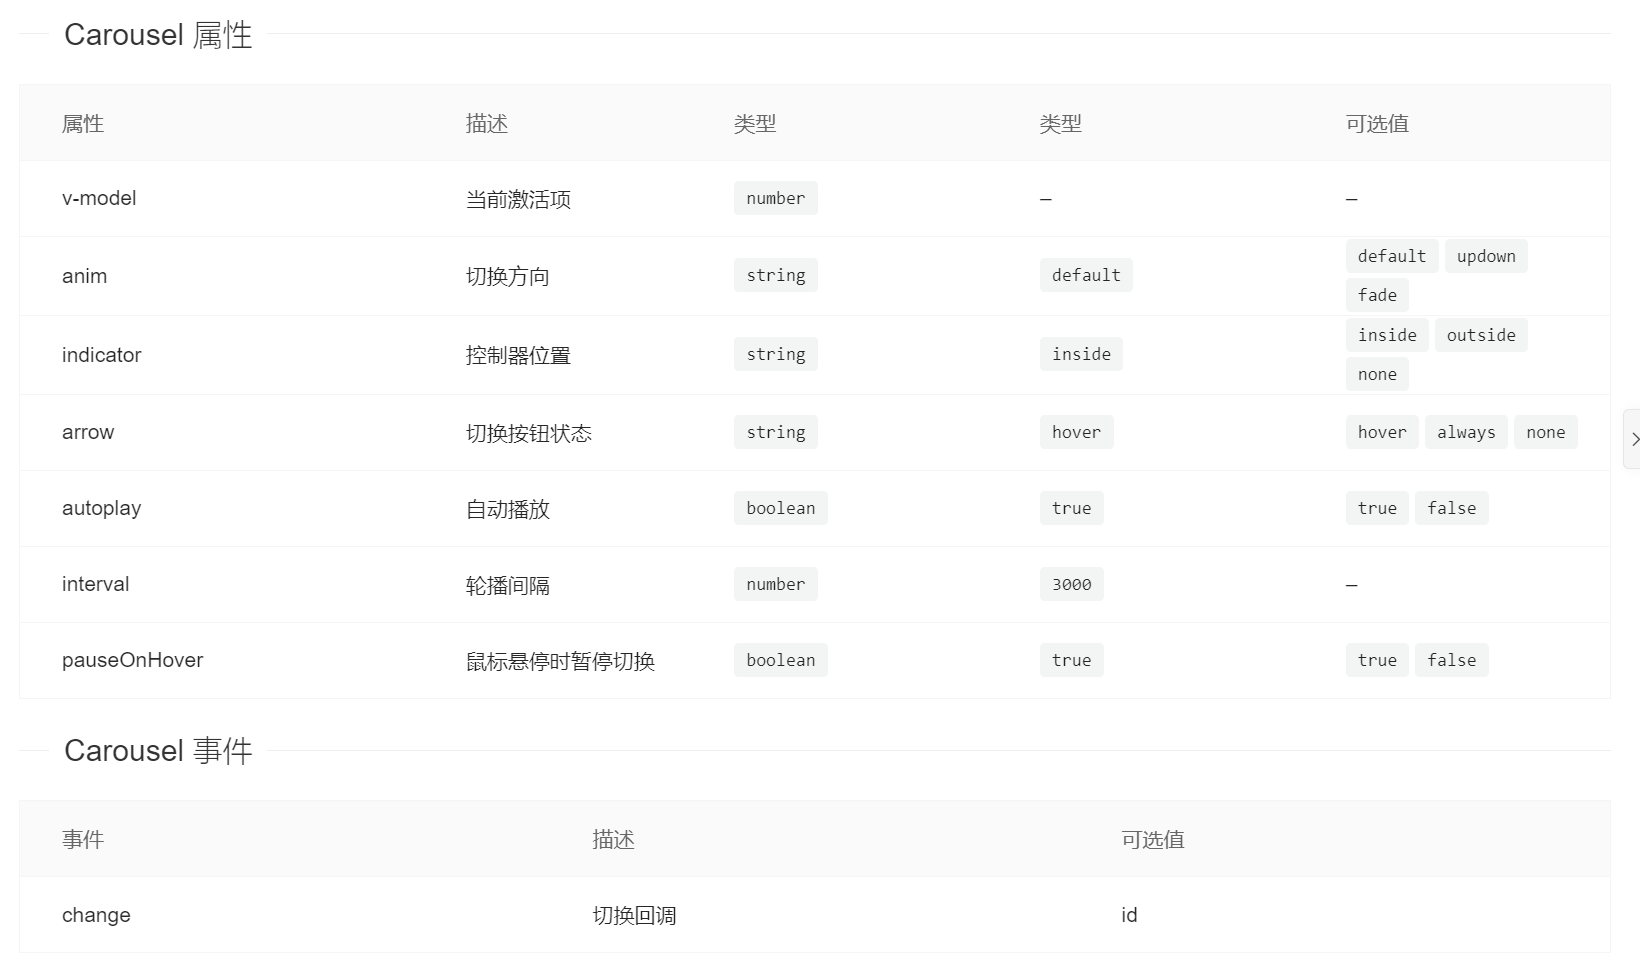 Carousel 属性
属性 描述 类型 类型 可选值
v-model 当前激活项 number – –
anim 切换方向 string default default updown
fade
indicator 控制器位置 string inside inside outside
none
arrow 切换按钮状态 string hover hover always none
autoplay 自动播放 boolean true true false
interval 轮播间隔 number 3000 –
pauseOnHover 鼠标悬停时暂停切换 boolean true true false
Carousel 事件
事件 描述 可选值
change 切换回调 id